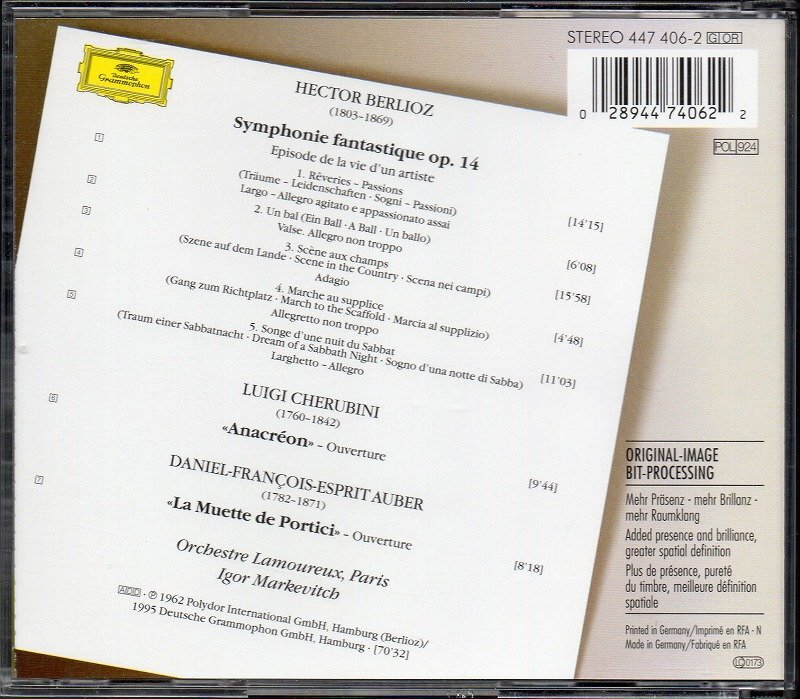 Deutsche
Grammophon
STEREO 447 406-2 GI OR
0 28944 74062 2
POL 924
HECTOR BERLIOZ
(1803–1869)
1
Symphonie fantastique op. 14
Episode de la vie d'un artiste
2
1. Rêveries – Passions
(Träume – Leidenschaften · Sogni – Passioni)
Largo – Allegro agitato e appassionato assai
[14'15]
3
2. Un bal (Ein Ball · A Ball · Un ballo)
Valse. Allegro non troppo
[6'08]
4
3. Scène aux champs
(Szene auf dem Lande · Scene in the Country · Scena nei campi)
Adagio
[15'58]
5
4. Marche au supplice
(Gang zum Richtplatz · March to the Scaffold · Marcia al supplizio)
Allegretto non troppo
[4'48]
5. Songe d'une nuit du Sabbat
(Traum einer Sabbatnacht · Dream of a Sabbath Night · Sogno d'una notte di Sabba)
Larghetto – Allegro
[11'03]
6
LUIGI CHERUBINI
(1760–1842)
«Anacréon» – Ouverture
[9'44]
7
DANIEL-FRANÇOIS-ESPRIT AUBER
(1782–1871)
«La Muette de Portici» – Ouverture
[8'18]
Orchestre Lamoureux, Paris
Igor Markevitch
ADD · ℗ 1962 Polydor International GmbH, Hamburg (Berlioz)/
1995 Deutsche Grammophon GmbH, Hamburg · [70'32]
ORIGINAL-IMAGE
BIT-PROCESSING
Mehr Präsenz - mehr Brillanz -
mehr Raumklang
Added presence and brilliance,
greater spatial definition
Plus de présence, pureté
du timbre, meilleure définition
spatiale
Printed in Germany/Imprimé en RFA - N
Made in Germany/Fabriqué en RFA
LC 0173